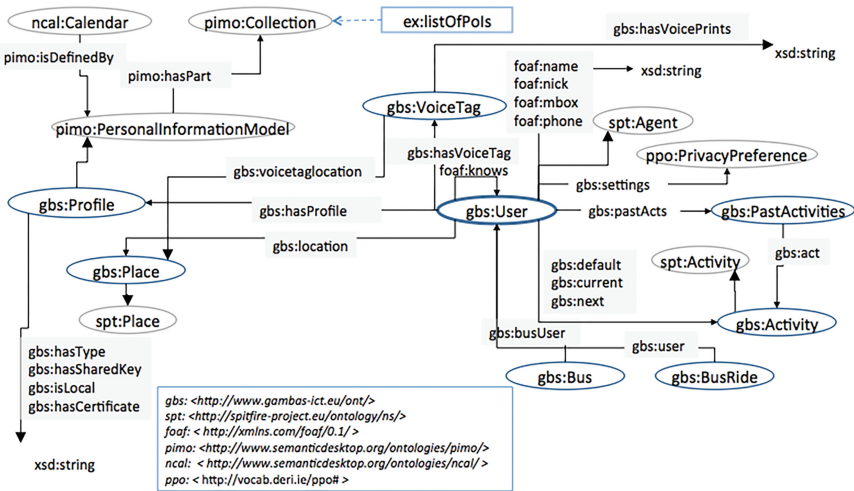 ncal:Calendar
pimo:Collection
ex:listOfPoIs
gbs:hasVoicePrints
xsd:string
pimo:isDefinedBy
pimo:hasPart
foaf:name
foaf:nick
foaf:mbox
foaf:phone
xsd:string
gbs:VoiceTag
pimo:PersonalInformationModel
spt:Agent
gbs:hasVoiceTag
foaf:knows
ppo:PrivacyPreference
gbs:voicetaglocation
gbs:settings
gbs:Profile
gbs:hasProfile
gbs:User
gbs:pastActs
gbs:PastActivities
gbs:location
gbs:act
gbs:Place
gbs:default
gbs:current
gbs:next
spt:Activity
spt:Place
gbs:Activity
gbs:busUser
gbs:user
gbs:hasType
gbs:hasSharedKey
gbs:isLocal
gbs:hasCertificate
gbs:Bus
gbs:BusRide
xsd:string
gbs: <http://www.gambas-ict.eu/ont/>
spt: <http://spitfire-project.eu/ontology/ns/>
foaf: < http://xmlns.com/foaf/0.1/ >
pimo: <http://www.semanticdesktop.org/ontologies/pimo/>
ncal: < http://www.semanticdesktop.org/ontologies/ncal/ >
ppo: < http://vocab.deri.ie/ppo# >